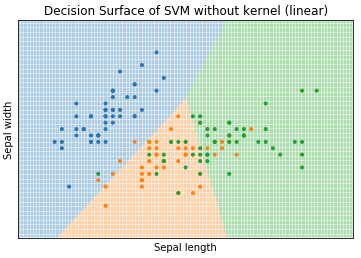 Decision Surface of SVM without kernel (linear)
Sepal width
Sepal length